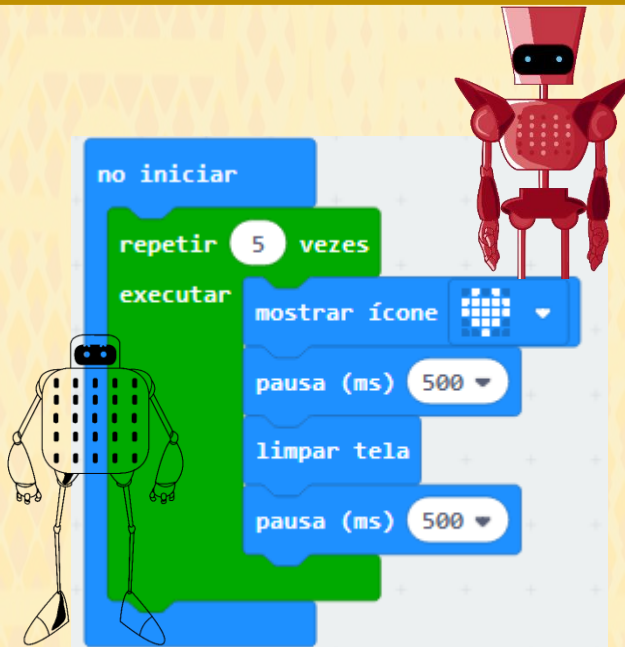 no iniciar
repetir 5 vezes
executar
mostrar ícone
pausa (ms) 500
limpar tela
pausa (ms) 500